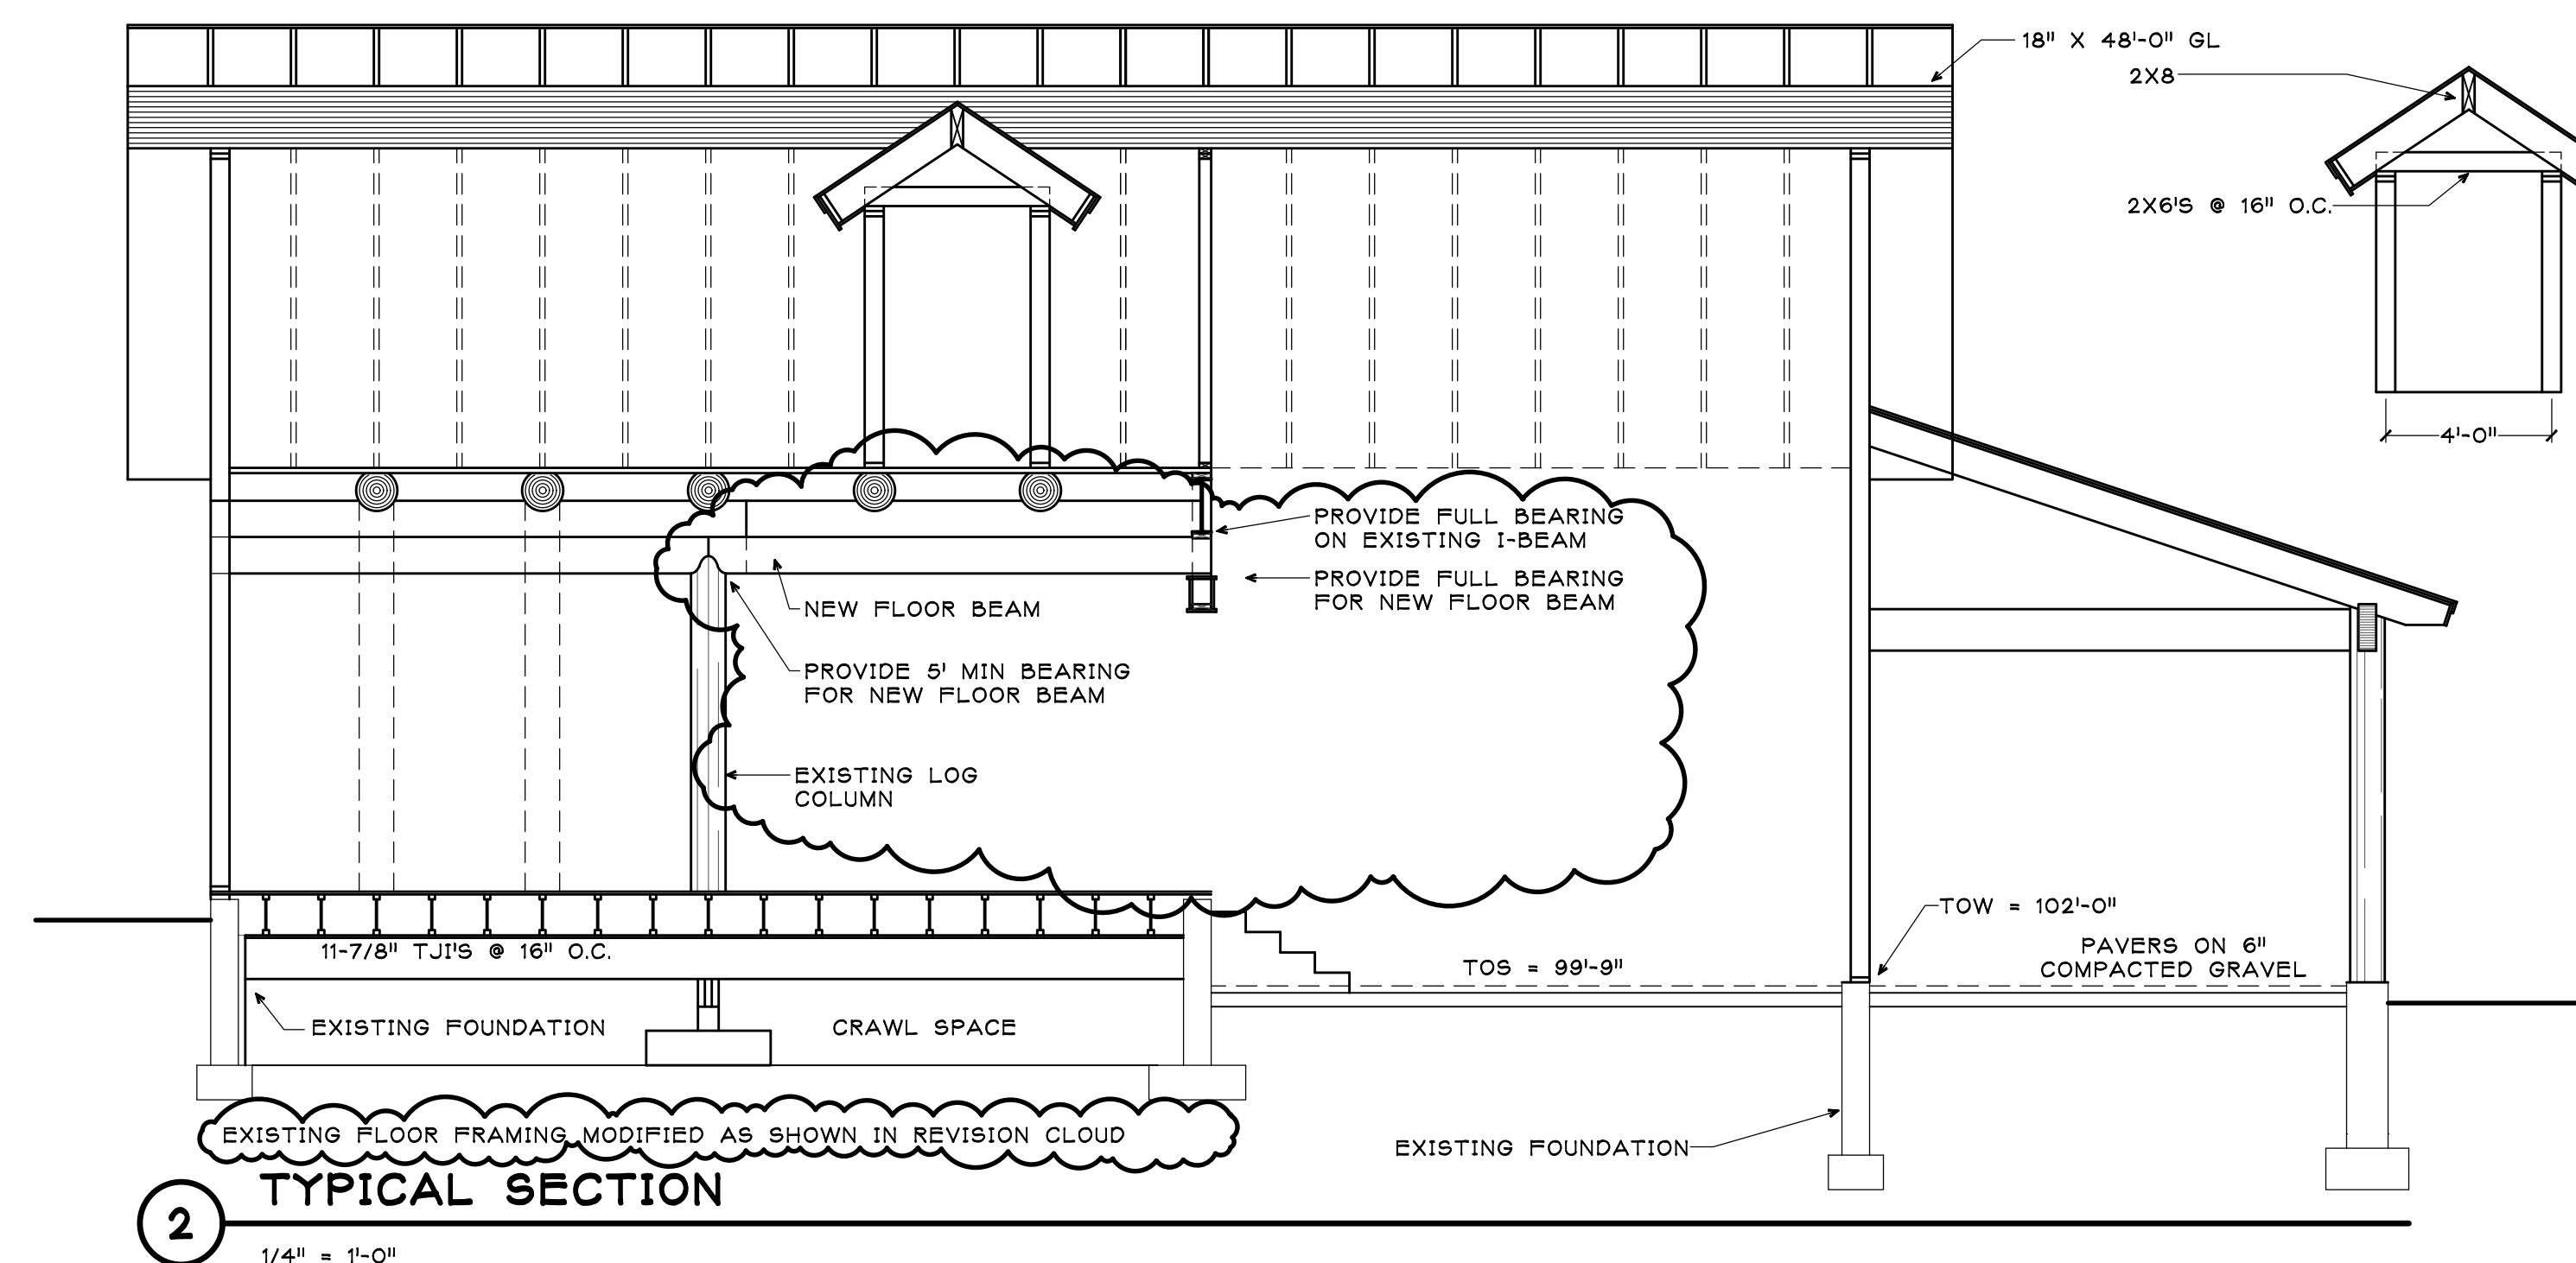 18" X 48'-0" GL
2X8
2X6'S @ 16" O.C.
4'-0"
PROVIDE FULL BEARING
ON EXISTING I-BEAM
PROVIDE FULL BEARING
FOR NEW FLOOR BEAM
NEW FLOOR BEAM
PROVIDE 5' MIN BEARING
FOR NEW FLOOR BEAM
EXISTING LOG
COLUMN
TOW = 102'-0"
PAVERS ON 6"
COMPACTED GRAVEL
TOS = 99'-9"
11-7/8" TJI'S @ 16" O.C.
EXISTING FOUNDATION
CRAWL SPACE
EXISTING FLOOR FRAMING MODIFIED AS SHOWN IN REVISION CLOUD
EXISTING FOUNDATION
TYPICAL SECTION
2
1/4" = 1'-0"